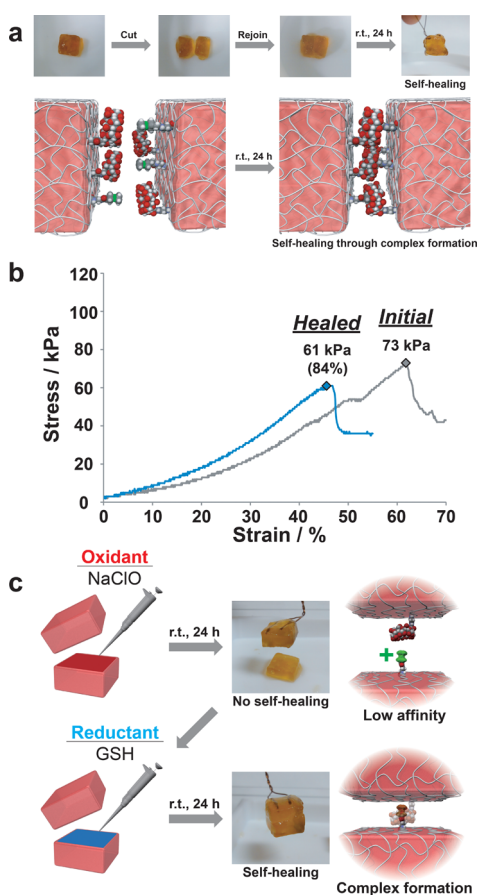 a
Cut
Rejoin
r.t., 24 h
Self-healing
r.t., 24 h
Self-healing through complex formation
b
120
100
80
60
40
20
0
0
10
20
30
40
50
60
70
Stress / kPa
Strain / %
Healed
61 kPa
(84%)
Initial
73 kPa
c
Oxidant
NaClO
r.t., 24 h
No self-healing
+
Low affinity
Reductant
GSH
r.t., 24 h
Self-healing
Complex formation